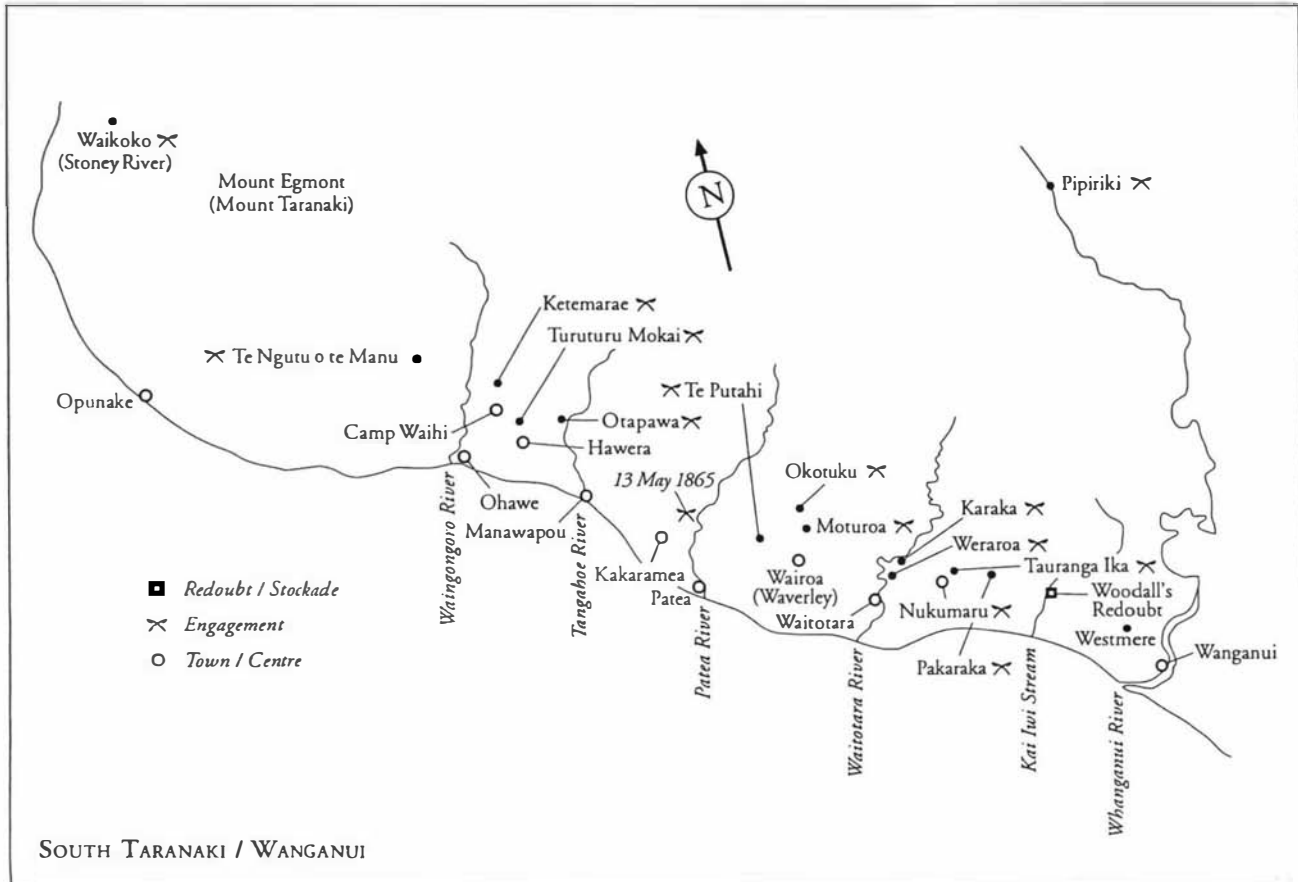 Waikoko
(Stoney River)
Mount Egmont
(Mount Taranaki)
N
Pipiriki
Ketemarae
Turuturu Mokai
Te Ngutu o te Manu
Te Putahi
Opunake
Camp Waihi
Otapawa
Hawera
Okotuku
13 May 1865
Karaka
Ohawe
Moturoa
Weraroa
Manawapou
Tauranga Ika
Kakaramea
Wairoa
(Waverley)
Woodall's
Redoubt
Patea
Waitotara
Nukumaru
Westmere
Wanganui
Pakaraka
Waingongoro River
Tangahoe River
Patea River
Waitotara River
Kai Iwi Stream
Whanganui River
Redoubt / Stockade
Engagement
Town / Centre
SOUTH TARANAKI / WANGANUI